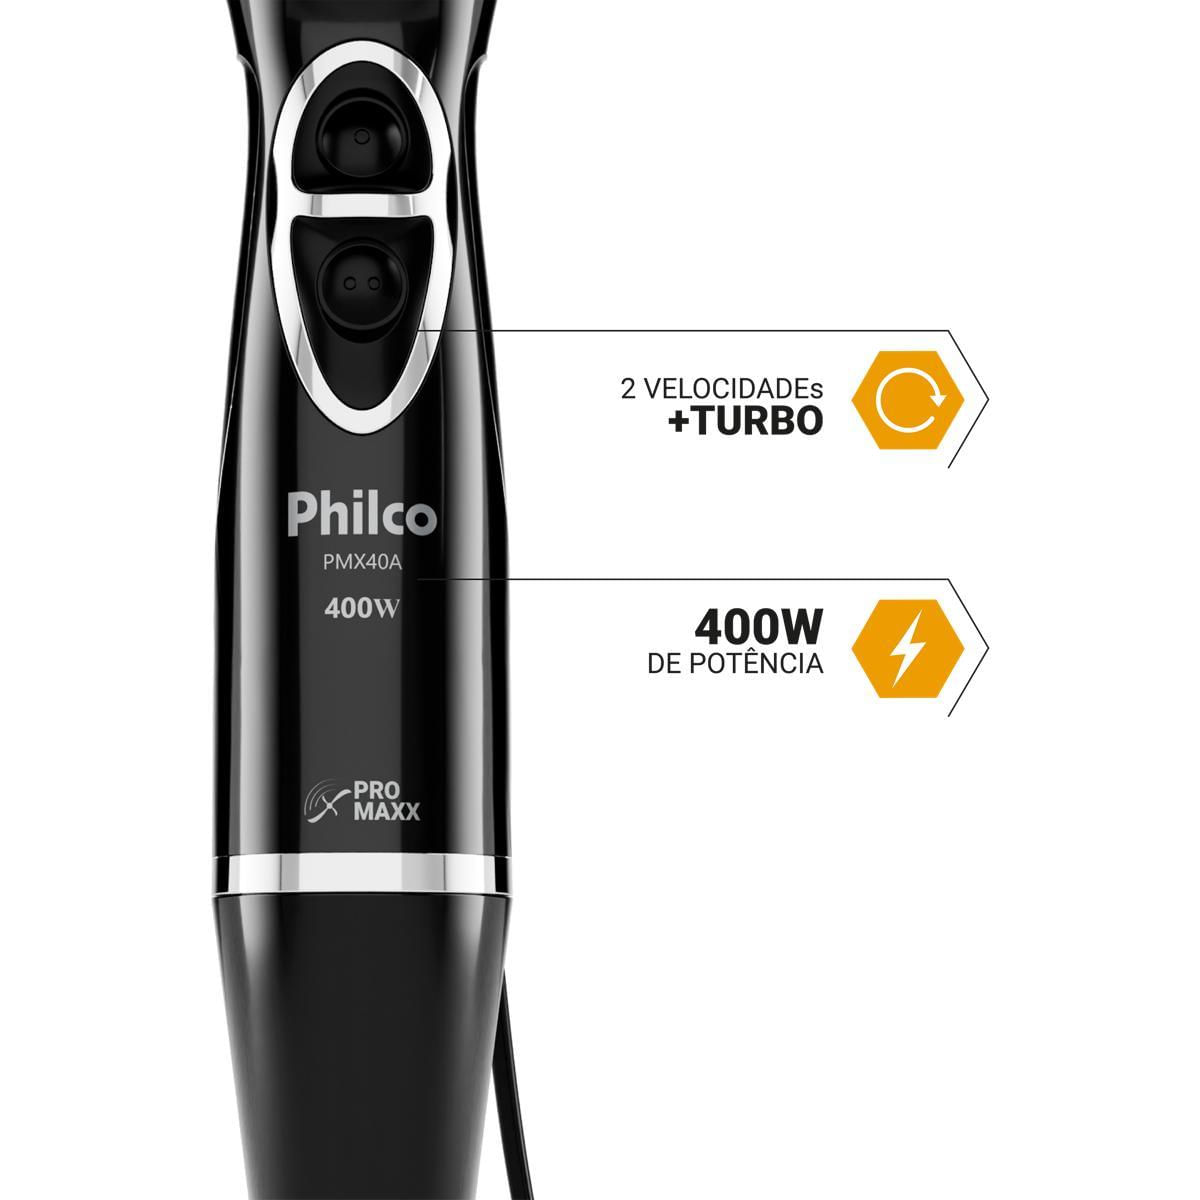 2 VELOCIDADEs
+TURBO
Philco
PMX40A
400W
400W
DE POTÊNCIA
PRO
MAXX